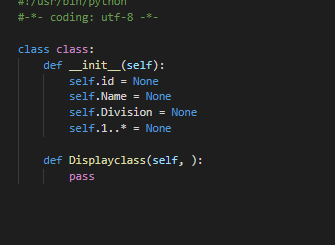 #!/usr/bin/python
#-*- coding: utf-8 -*-
class class:
def __init__(self):
self.id = None
self.Name = None
self.Division = None
self.1..* = None
def Displayclass(self, ):
pass